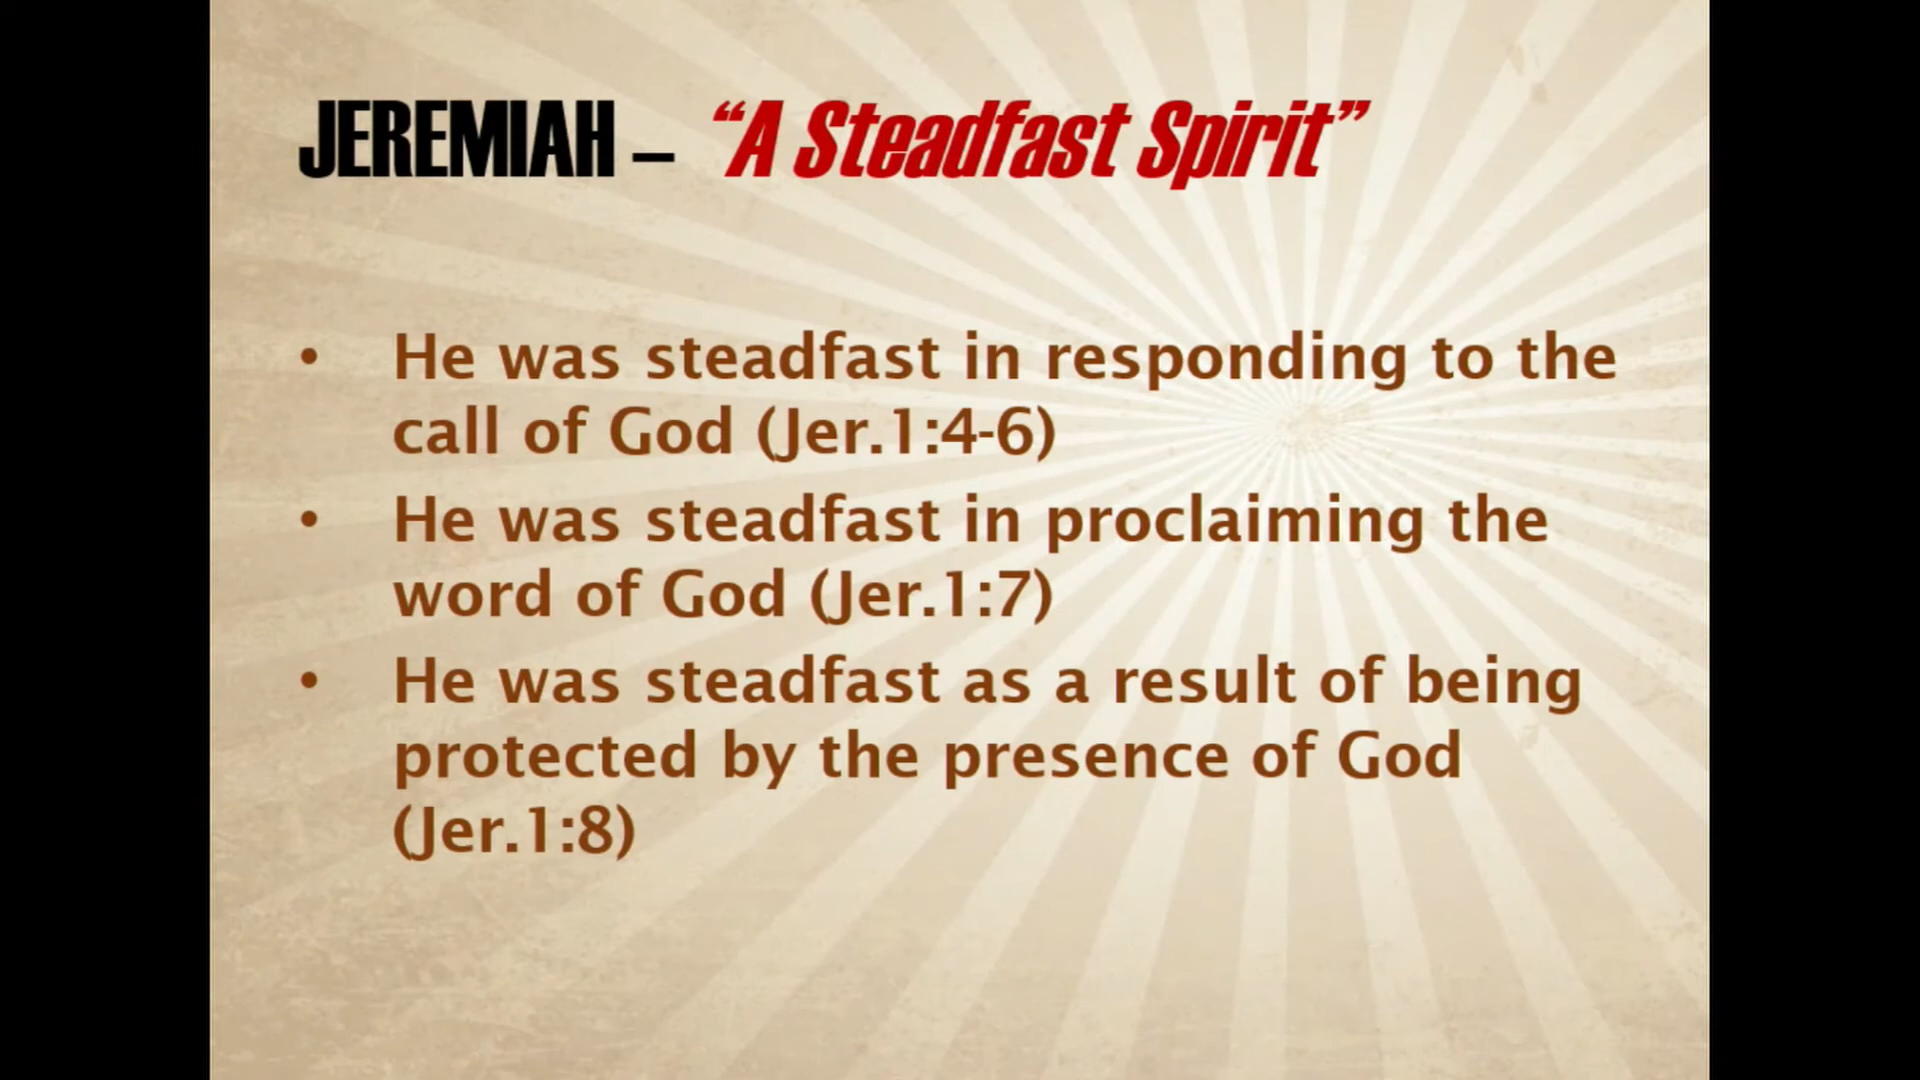 JEREMIAH – “A Steadfast Spirit”
• He was steadfast in responding to the
call of God (Jer.1:4-6)
• He was steadfast in proclaiming the
word of God (Jer.1:7)
• He was steadfast as a result of being
protected by the presence of God
(Jer.1:8)